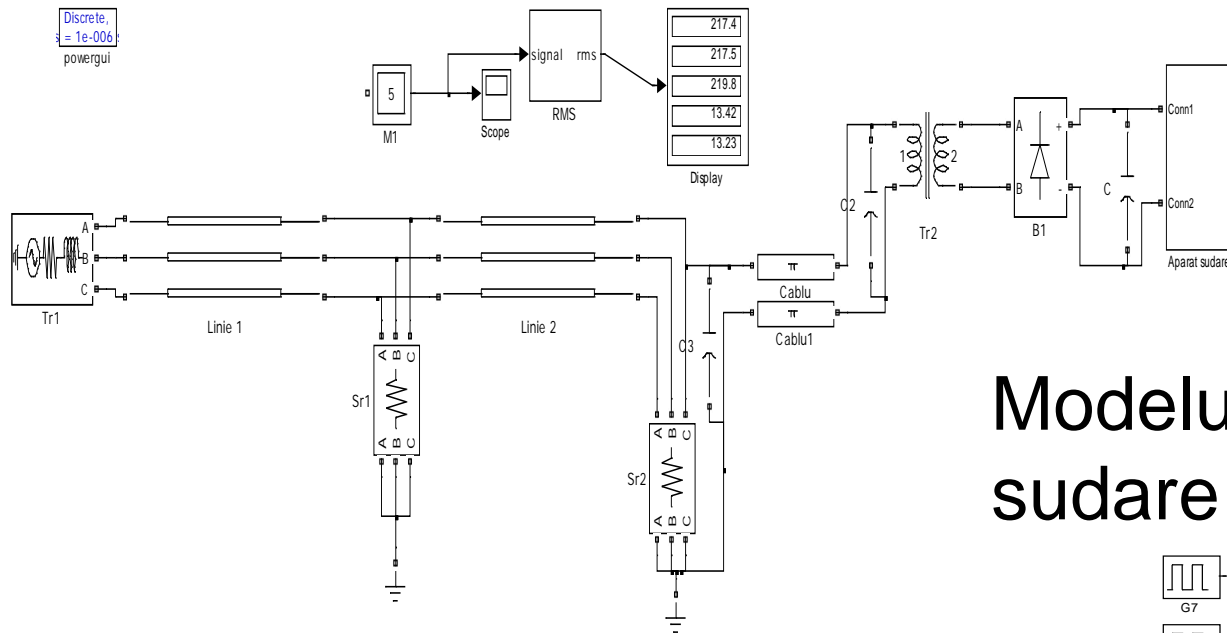 Discrete,
s = 1e-006 s
powergui
5
M1
Scope
signal rms
RMS
217.4
217.5
219.8
13.42
13.23
Display
A
B
C
Tr1
Linie 1
Linie 2
A B C
Sr1
A B C
A B C
Sr2
A B C
C3
π
Cablu
π
Cablu1
C2
1
2
Tr2
A +
B -
B1
C
Conn1
Conn2
Aparat sudare
Modelu
sudare
G7